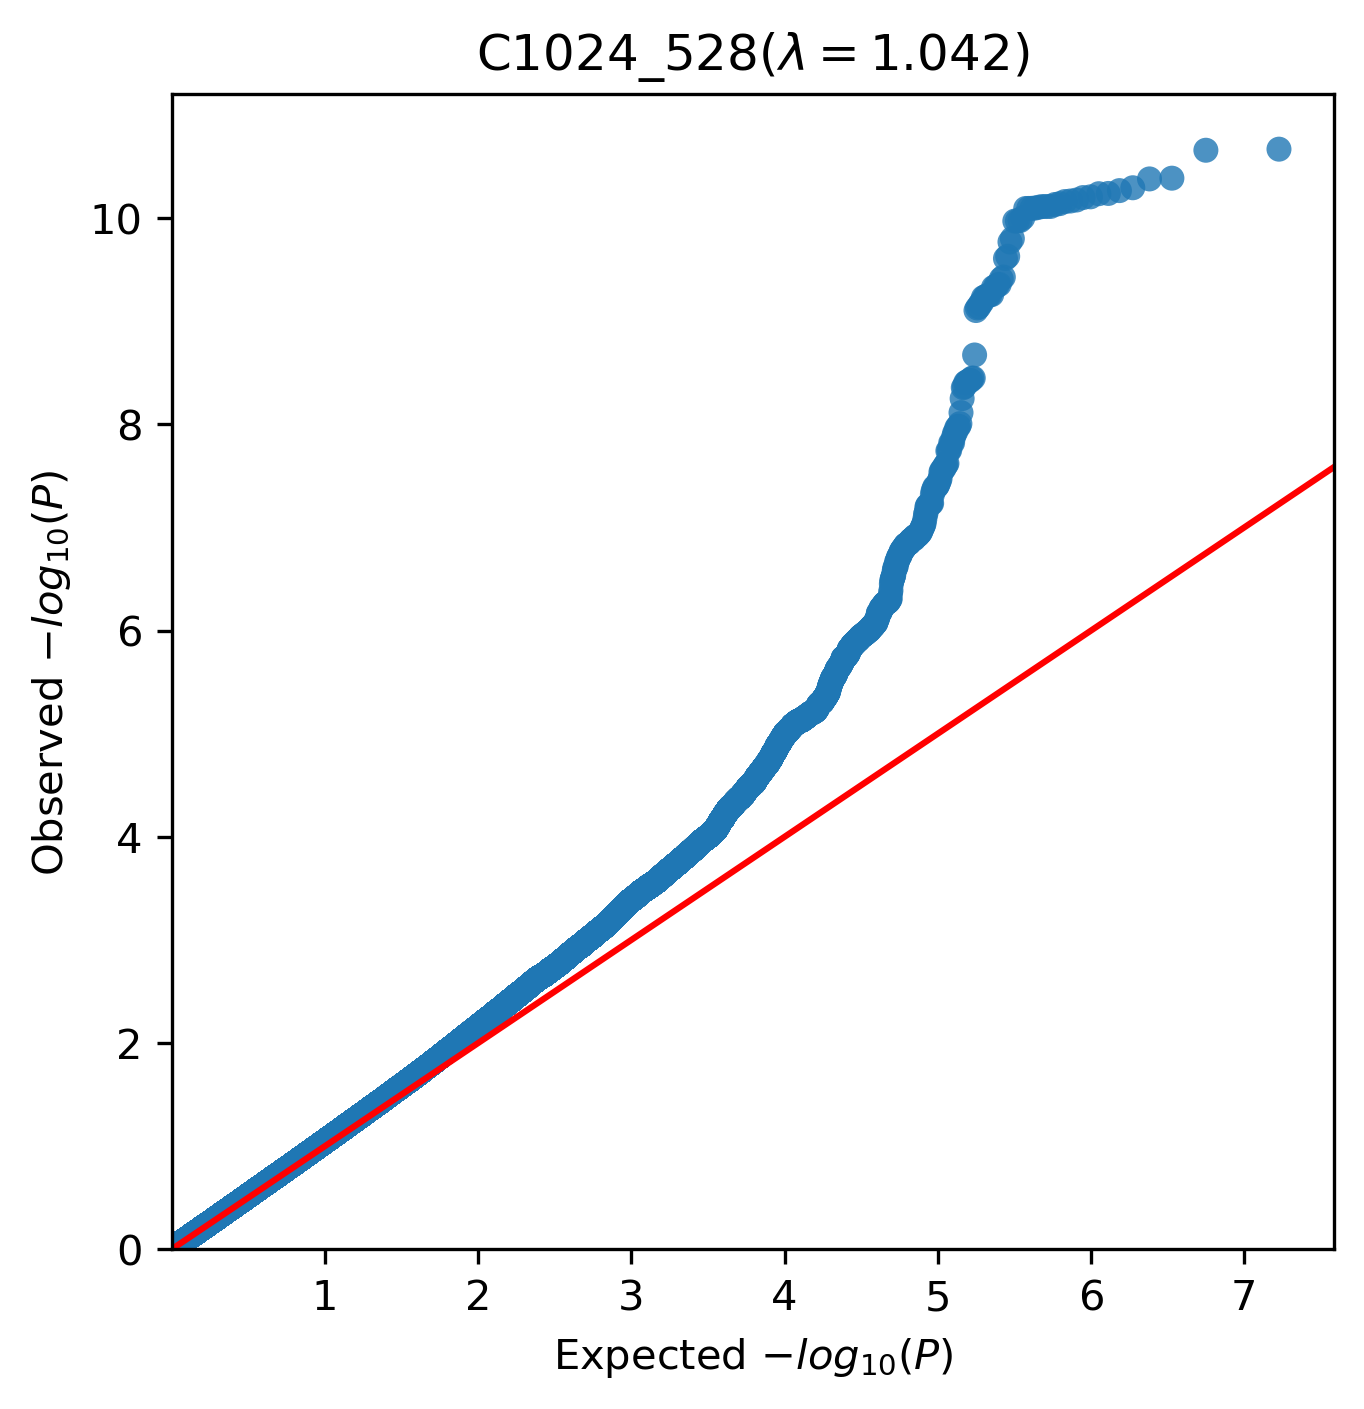 C1024_528(λ = 1.042)
Observed −log₁₀(P)
10
8
6
4
2
0
1 2 3 4 5 6 7
Expected −log₁₀(P)